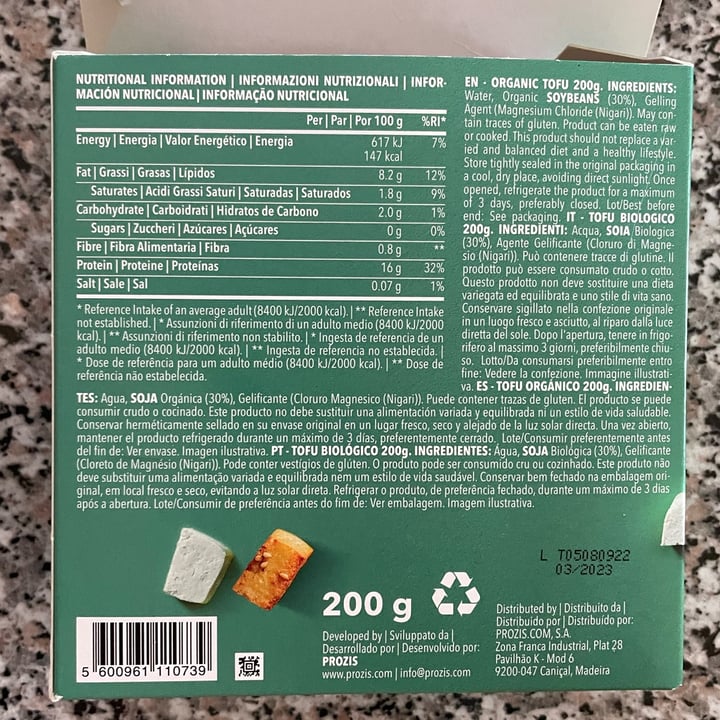 NUTRITIONAL INFORMATION | INFORMAZIONI NUTRIZIONALI | INFOR-
MACIÓN NUTRICIONAL | INFORMAÇÃO NUTRICIONAL
Per | Par | Por 100 g %RI*
Energy | Energia | Valor Energético | Energia 617 kJ 7%
147 kcal
Fat | Grassi | Grasas | Lípidos 8.2 g 12%
Saturates | Acidi Grassi Saturi | Saturadas | Saturados 1.8 g 9%
Carbohydrate | Carboidrati | Hidratos de Carbono 2.0 g 1%
Sugars | Zuccheri | Azúcares | Açúcares 0 g 0%
Fibre | Fibra Alimentaria | Fibra 0.8 g **
Protein | Proteine | Proteínas 16 g 32%
Salt | Sale | Sal 0.07 g 1%
* Reference Intake of an average adult (8400 kJ/2000 kcal). | ** Reference Intake
not established. | * Assunzioni di riferimento di un adulto medio (8400 kJ/2000
kcal). | ** Assunzioni di riferimento non stabilito. | * Ingesta de referencia de un
adulto medio (8400 kJ/2000 kcal). | ** Ingesta de referencia no establecida. |
* Dose de referência para um adulto médio (8400 kJ/2000 kcal). | ** Dose de
referência não estabelecida.
EN - ORGANIC TOFU 200g. INGREDIENTS:
Water, Organic SOYBEANS (30%), Gelling
Agent (Magnesium Chloride (Nigari)). May con-
tain traces of gluten. Product can be eaten raw
or cooked. This product should not replace a var-
ied and balanced diet and a healthy lifestyle.
Store tightly sealed in the original packaging in
a cool, dry place, avoiding direct sunlight. Once
opened, refrigerate the product for a maximum
of 3 days, preferably closed. Lot/Best before
end: See packaging. IT - TOFU BIOLOGICO
200g. INGREDIENTI: Acqua, SOIA Biologica
(30%), Agente Gelificante (Cloruro di Magne-
sio (Nigari)). Può contenere tracce di glutine. Il
prodotto può essere consumato crudo o cotto.
Questo prodotto non deve sostituire una dieta
variegata ed equilibrata e uno stile di vita sano.
Conservare sigillato nella confezione originale
in un luogo fresco e asciutto, al riparo dalla luce
diretta del sole. Dopo l'apertura, tenere in frigo-
rifero al massimo 3 giorni, preferibilmente chiu-
so. Lotto/Da consumarsi preferibilmente entro
fine: Vedere la confezione. Immagine illustrati-
va. ES - TOFU ORGÁNICO 200g. INGREDIEN-
TES: Agua, SOJA Orgánica (30%), Gelificante (Cloruro Magnesico (Nigari)). Puede contener trazas de gluten. El producto se puede
consumir crudo o cocinado. Este producto no debe sustituir una alimentación variada y equilibrada ni un estilo de vida saludable.
Conservar herméticamente sellado en su envase original en un lugar fresco, seco y alejado de la luz solar directa. Una vez abierto,
mantener el producto refrigerado durante un máximo de 3 días, preferentemente cerrado. Lote/Consumir preferentemente antes
del fin de: Ver envase. Imagen ilustrativa. PT - TOFU BIOLÓGICO 200g. INGREDIENTES: Água, SOJA Biológica (30%), Gelificante
(Cloreto de Magnésio (Nigari)). Pode conter vestígios de glúten. O produto pode ser consumido cru ou cozinhado. Este produto não
deve substituir uma alimentação variada e equilibrada nem um estilo de vida saudável. Conservar bem fechado na embalagem ori-
ginal, em local fresco e seco, evitando a luz solar direta. Refrigerar o produto, de preferência fechado, durante um máximo de 3 dias
após a abertura. Lote/Consumir de preferência antes do fim de: Ver embalagem. Imagem ilustrativa.
L T05080922
03/2023
200 g
Developed by | Sviluppato da |
Desarrollado por | Desenvolvido por:
PROZIS
www.prozis.com | info@prozis.com
Distributed by | Distribuito da |
Distribuido por | Distribuído por:
PROZIS.COM, S.A.
Zona Franca Industrial, Plat 28
Pavilhão K - Mod 6
9200-047 Caniçal, Madeira
5 600961 110739